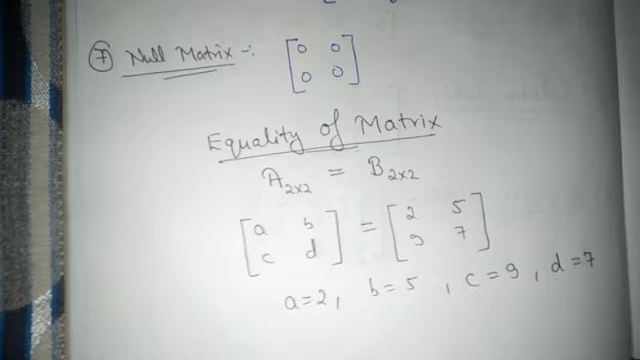 ⑦ Null Matrix -: [0 0
0 0]
Equality of Matrix
A2x2 = B2x2
[a b
c d] = [2 5
9 7]
a=2, b=5, c=9, d=7